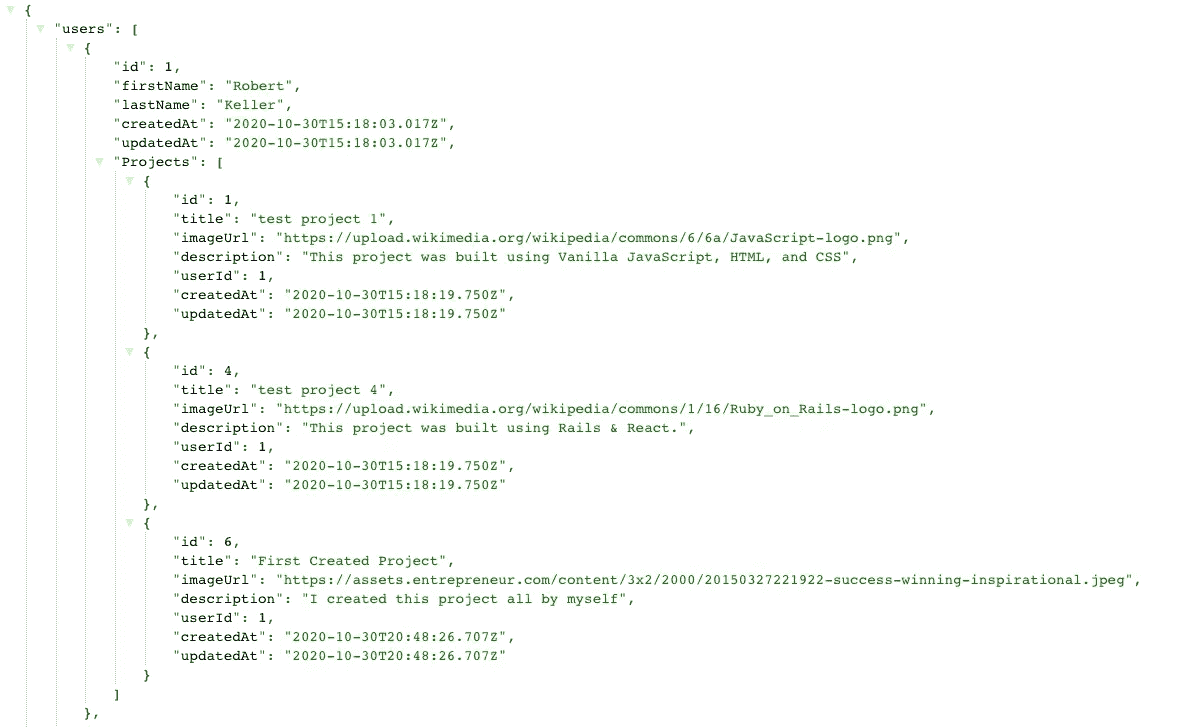 {
"users": [
{
"id": 1,
"firstName": "Robert",
"lastName": "Keller",
"createdAt": "2020-10-30T15:18:03.017Z",
"updatedAt": "2020-10-30T15:18:03.017Z",
"Projects": [
{
"id": 1,
"title": "test project 1",
"imageUrl": "https://upload.wikimedia.org/wikipedia/commons/6/6a/JavaScript-logo.png",
"description": "This project was built using Vanilla JavaScript, HTML, and CSS",
"userId": 1,
"createdAt": "2020-10-30T15:18:19.750Z",
"updatedAt": "2020-10-30T15:18:19.750Z"
},
{
"id": 4,
"title": "test project 4",
"imageUrl": "https://upload.wikimedia.org/wikipedia/commons/1/16/Ruby_on_Rails-logo.png",
"description": "This project was built using Rails & React.",
"userId": 1,
"createdAt": "2020-10-30T15:18:19.750Z",
"updatedAt": "2020-10-30T15:18:19.750Z"
},
{
"id": 6,
"title": "First Created Project",
"imageUrl": "https://assets.entrepreneur.com/content/3x2/2000/20150327221922-success-winning-inspirational.jpeg",
"description": "I created this project all by myself",
"userId": 1,
"createdAt": "2020-10-30T20:48:26.707Z",
"updatedAt": "2020-10-30T20:48:26.707Z"
}
]
},